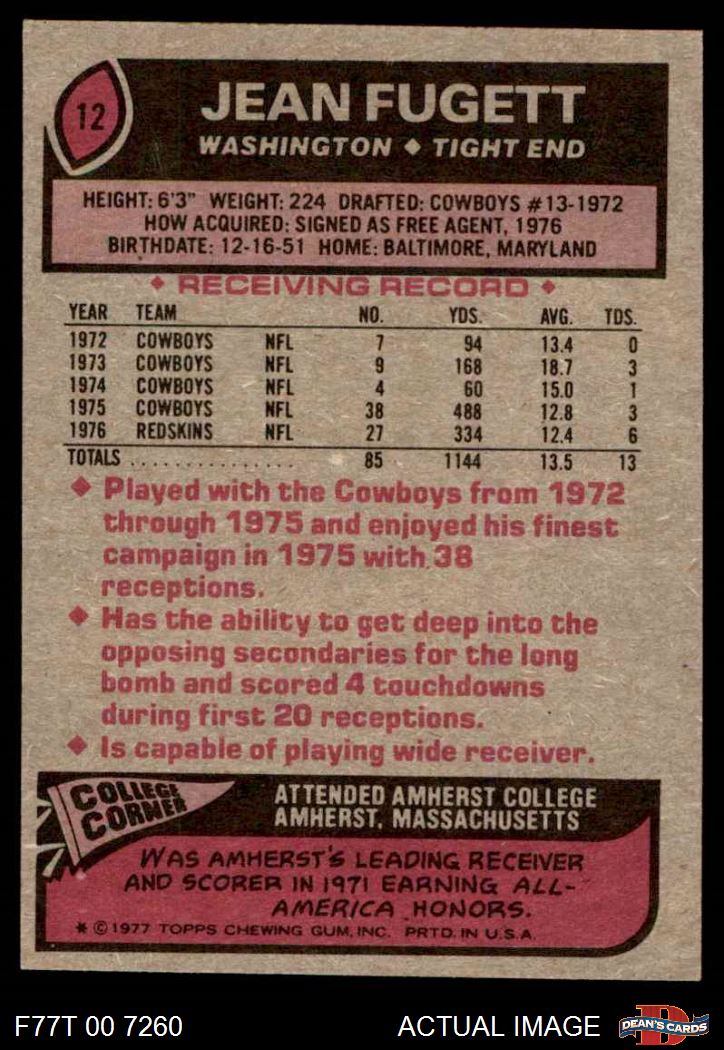 12
JEAN FUGETT
WASHINGTON ◆ TIGHT END
HEIGHT: 6'3" WEIGHT: 224 DRAFTED: COWBOYS #13-1972
HOW ACQUIRED: SIGNED AS FREE AGENT, 1976
BIRTHDATE: 12-16-51 HOME: BALTIMORE, MARYLAND
◆ RECEIVING RECORD ◆
YEAR TEAM NO. YDS. AVG. TDS.
1972 COWBOYS NFL 7 94 13.4 0
1973 COWBOYS NFL 9 168 18.7 3
1974 COWBOYS NFL 4 60 15.0 1
1975 COWBOYS NFL 38 488 12.8 3
1976 REDSKINS NFL 27 334 12.4 6
TOTALS ............... 85 1144 13.5 13
◆ Played with the Cowboys from 1972
through 1975 and enjoyed his finest
campaign in 1975 with 38
receptions.
◆ Has the ability to get deep into the
opposing secondaries for the long
bomb and scored 4 touchdowns
during first 20 receptions.
◆ Is capable of playing wide receiver.
COLLEGE
CORNER
ATTENDED AMHERST COLLEGE
AMHERST, MASSACHUSETTS
WAS AMHERST'S LEADING RECEIVER
AND SCORER IN 1971 EARNING ALL-
AMERICA HONORS.
* © 1977 TOPPS CHEWING GUM, INC. PRTD. IN U.S.A.
F77T 00 7260 ACTUAL IMAGE
D
DEAN'S CARDS